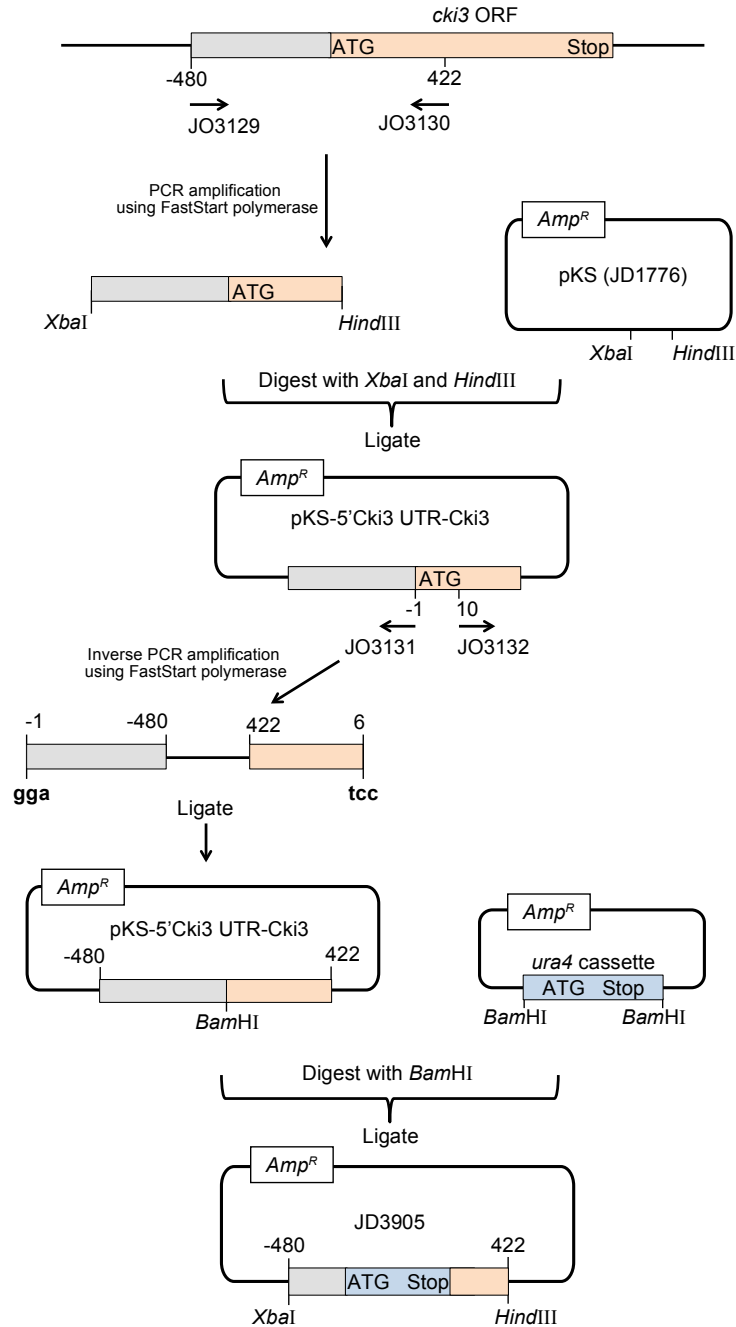 cki3 ORF
ATG Stop
-480 422
JO3129 JO3130
PCR amplification
using FastStart polymerase
AmpR
pKS (JD1776)
ATG
XbaI HindIII
XbaI HindIII
Digest with XbaI and HindIII
Ligate
AmpR
pKS-5’Cki3 UTR-Cki3
ATG
-1 10
JO3131 JO3132
Inverse PCR amplification
using FastStart polymerase
-1 -480 422 6
gga tcc
Ligate
AmpR
pKS-5’Cki3 UTR-Cki3
-480 422
BamHI
AmpR
ura4 cassette
ATG Stop
BamHI BamHI
Digest with BamHI
Ligate
AmpR
JD3905
-480 422
ATG Stop
XbaI HindIII